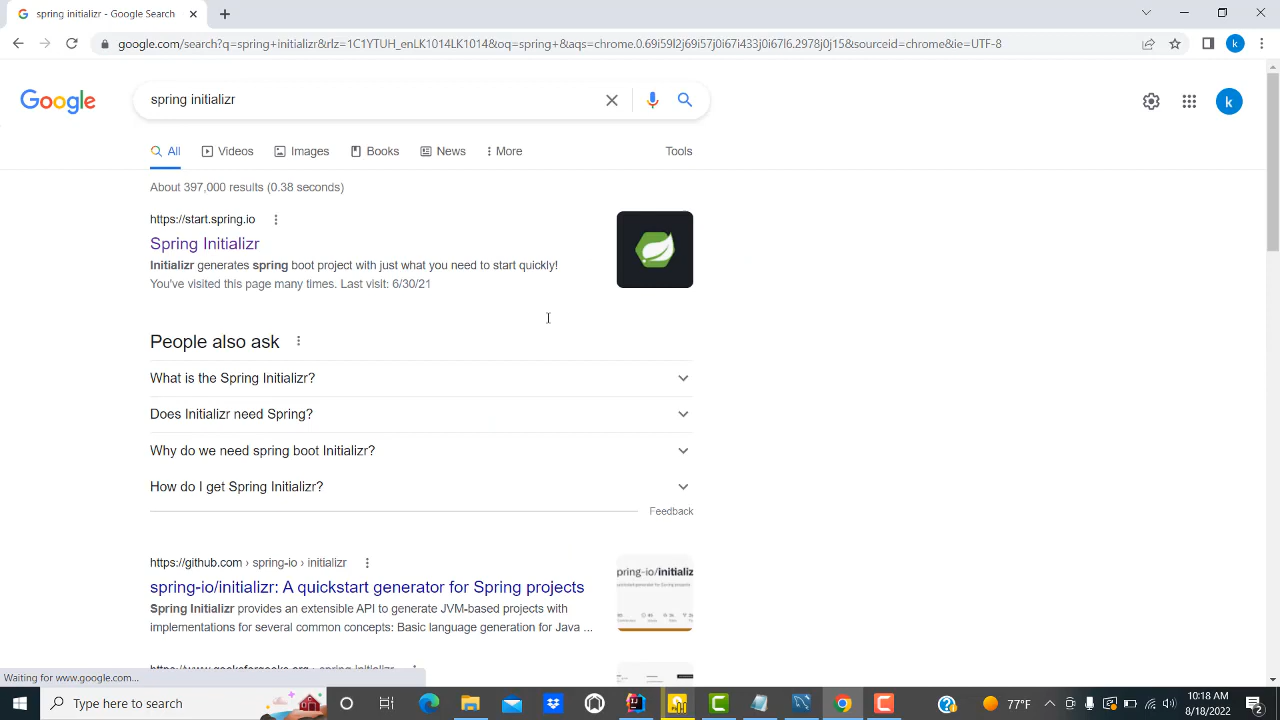 spring initializr - Google Search
google.com/search?q=spring+initializr&rlz=1C1YTUH_enLK1014LK1014&oq=spring+&aqs=chrome.0.69i59l2j69i57j0i67i433j0i67l6.2978j0j15&sourceid=chrome&ie=UTF-8
k
Google
spring initializr
k
All
Videos
Images
Books
News
More
Tools
About 397,000 results (0.38 seconds)
https://start.spring.io
Spring Initializr
Initializr generates spring boot project with just what you need to start quickly!
You've visited this page many times. Last visit: 6/30/21
People also ask
What is the Spring Initializr?
Does Initializr need Spring?
Why do we need spring boot Initializr?
How do I get Spring Initializr?
Feedback
https://github.com › spring-io › initializr
spring-io/initializr: A quickstart generator for Spring projects
pring-io/initializ
Spring Initializr provides an extensible API to generate JVM-based projects with
implementations for several common concepts: Basic language generation for Java ...
https://www.geeksforgeeks.org › spring-initializr
Waiting for www.google.com...
Type here to search
77°F
10:18 AM
8/18/2022